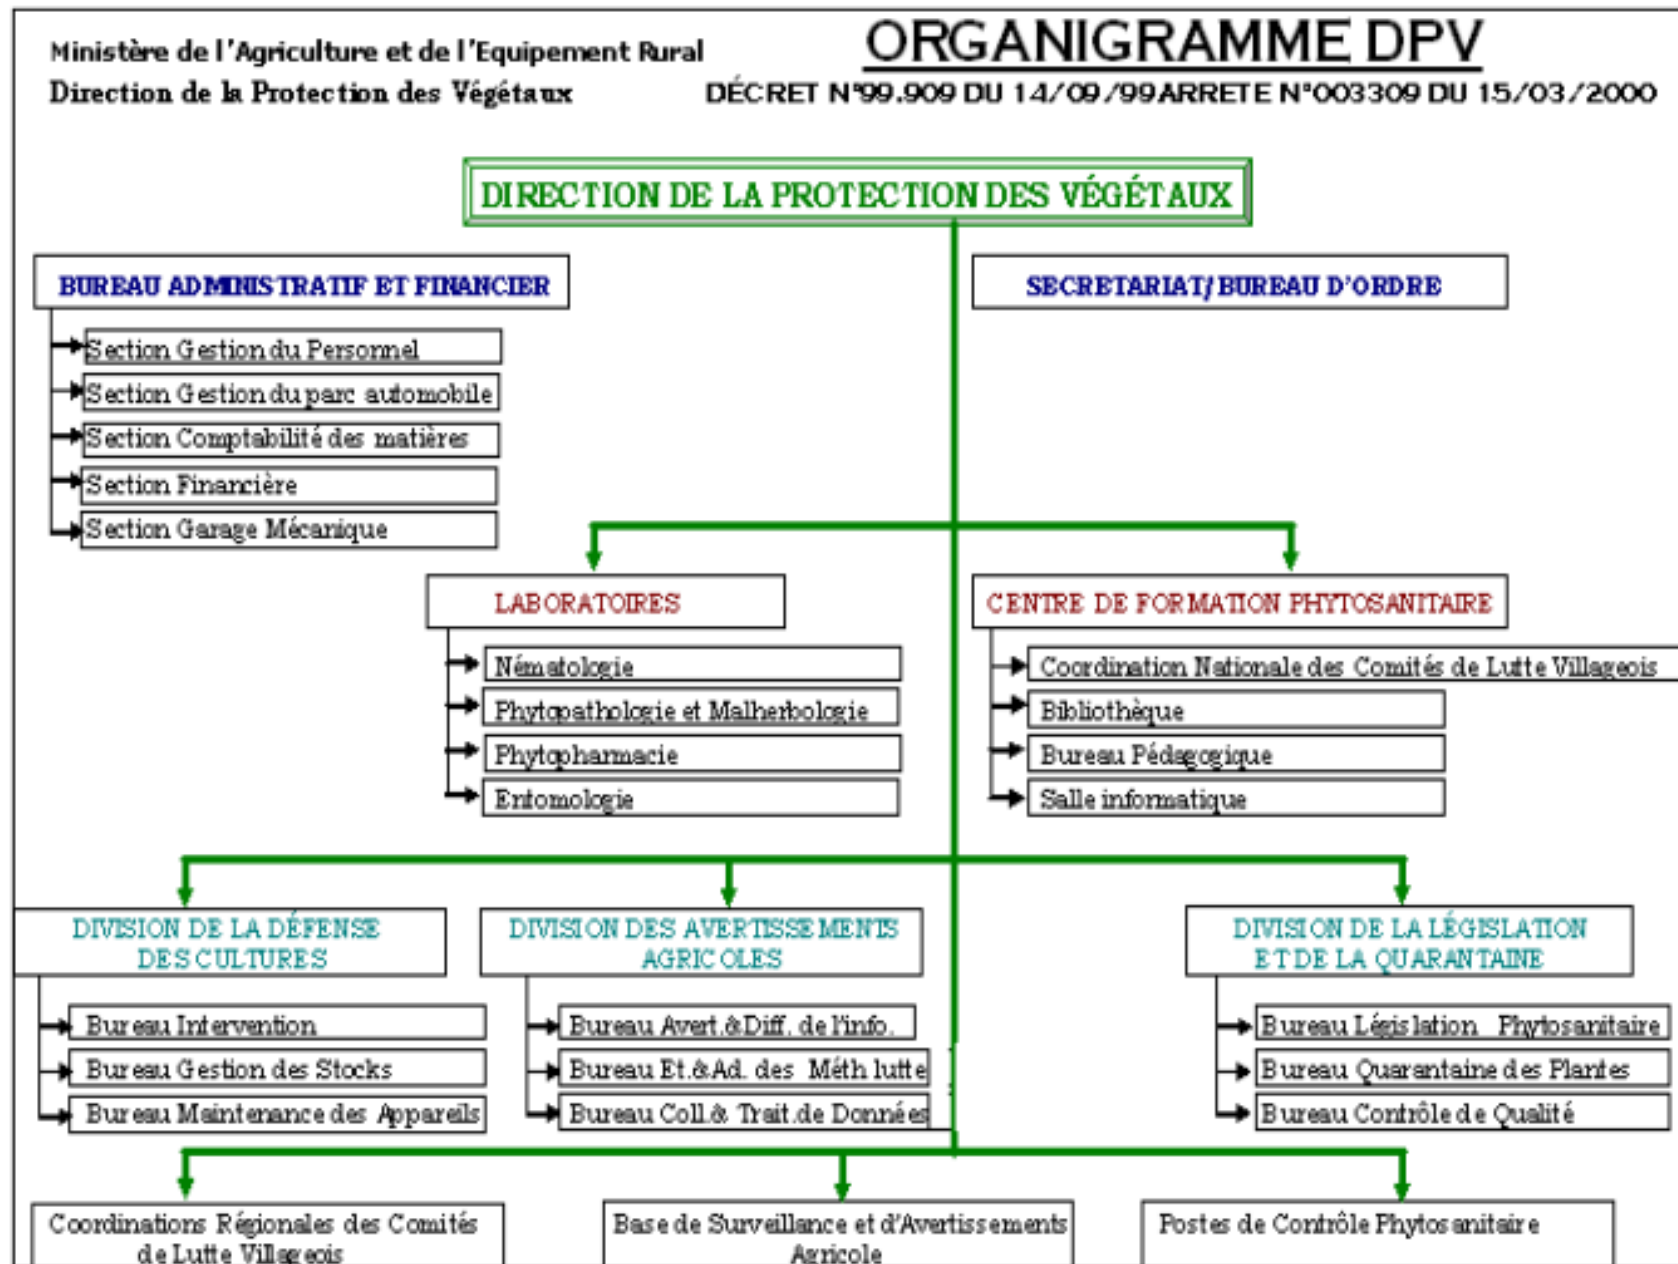 Ministère de l'Agriculture et de l'Equipement Rural
Direction de la Protection des Végétaux
ORGANIGRAMME DPV
DÉCRET N°99.909 DU 14/09/99 ARRETE N°003309 DU 15/03/2000
DIRECTION DE LA PROTECTION DES VÉGÉTAUX
BUREAU ADMINISTRATIF ET FINANCIER
Section Gestion du Personnel
Section Gestion du parc automobile
Section Comptabilité des matières
Section Financière
Section Garage Mécanique
SECRETARIAT/BUREAU D'ORDRE
LABORATOIRES
Nématologie
Phytopathologie et Malherbologie
Phytopharmacie
Entomologie
CENTRE DE FORMATION PHYTOSANITAIRE
Coordination Nationale des Comités de Lutte Villageois
Bibliothèque
Bureau Pédagogique
Salle informatique
DIVISION DE LA DÉFENSE
DES CULTURES
Bureau Intervention
Bureau Gestion des Stocks
Bureau Maintenance des Appareils
DIVISION DES AVERTISSEMENTS
AGRICOLES
Bureau Avert.&Diff. de l'info.
Bureau Et.&Ad. des Méth lutte
Bureau Coll.& Trait.de Données
DIVISION DE LA LÉGISLATION
ET DE LA QUARANTAINE
Bureau Législation Phytosanitaire
Bureau Quarantaine des Plantes
Bureau Contrôle de Qualité
Coordinations Régionales des Comités
de Lutte Villageois
Base de Surveillance et d'Avertissements
Agricole
Postes de Contrôle Phytosanitaire